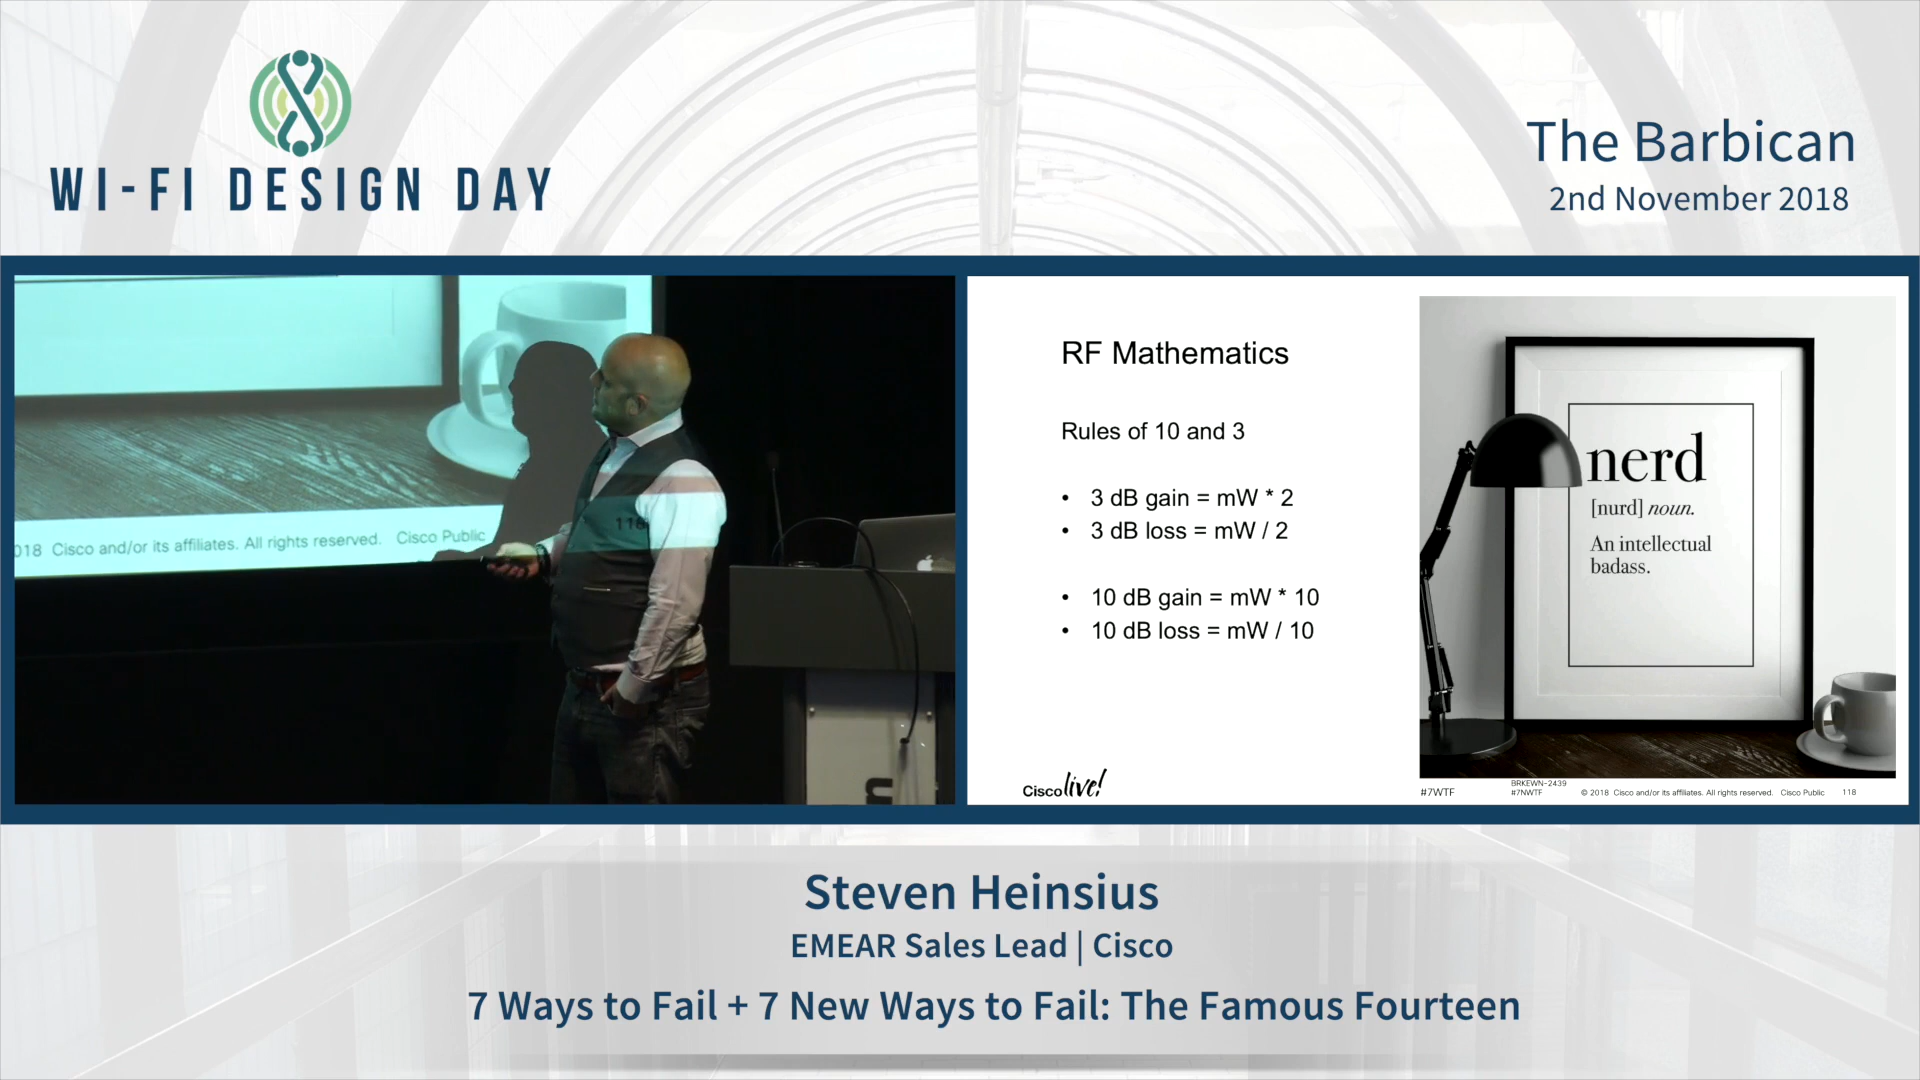 WI-FI DESIGN DAY
The Barbican
2nd November 2018
018 Cisco and/or its affiliates. All rights reserved. Cisco Public
118
RF Mathematics
Rules of 10 and 3
• 3 dB gain = mW * 2
• 3 dB loss = mW / 2
• 10 dB gain = mW * 10
• 10 dB loss = mW / 10
nerd
[nurd] noun.
An intellectual
badass.
Cisco live!
#7WTF
BRKEWN-2439
#7NWTF
© 2018 Cisco and/or its affiliates. All rights reserved. Cisco Public 118
Steven Heinsius
EMEAR Sales Lead | Cisco
7 Ways to Fail + 7 New Ways to Fail: The Famous Fourteen